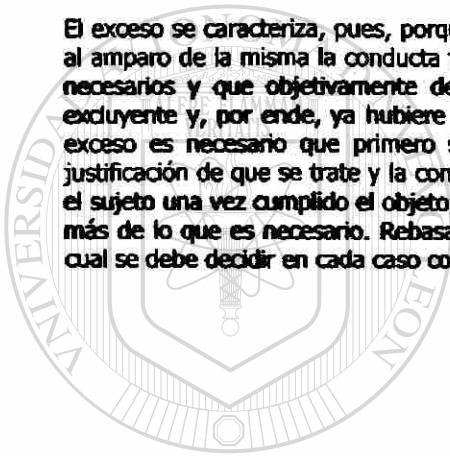 El exceso se caracteriza, pues, porq
al amparo de la misma la conducta
necesarios y que objetivamente de
excluyente y, por ende, ya hubiere
exceso es necesario que primero s
justificación de que se trate y la con
el sujeto una vez cumplido el objeto
más de lo que es necesario. Rebasa
cual se debe decidir en cada caso co